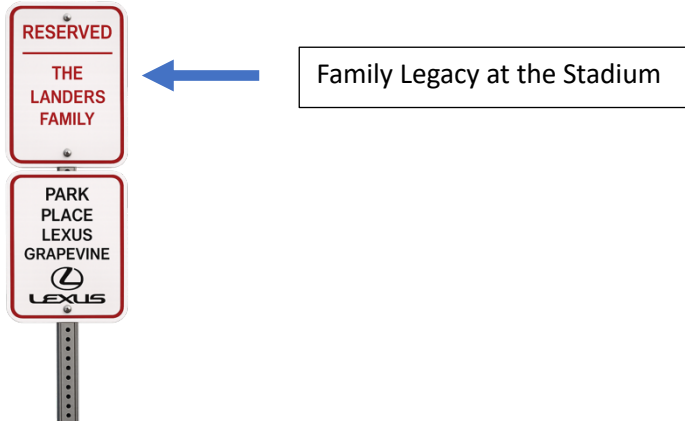 RESERVED
THE
LANDERS
FAMILY
PARK
PLACE
LEXUS
GRAPEVINE
LEXUS
Family Legacy at the Stadium